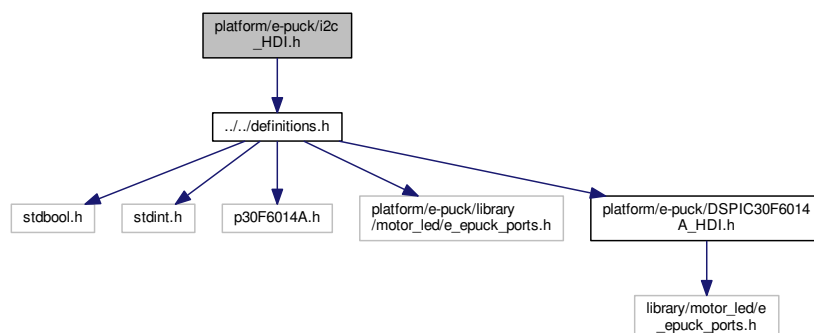 platform/e-puck/i2c
_HDI.h
../../definitions.h
stdbool.h
stdint.h
p30F6014A.h
platform/e-puck/library
/motor_led/e_epuck_ports.h
platform/e-puck/DSPIC30F6014
A_HDI.h
library/motor_led/e
_epuck_ports.h